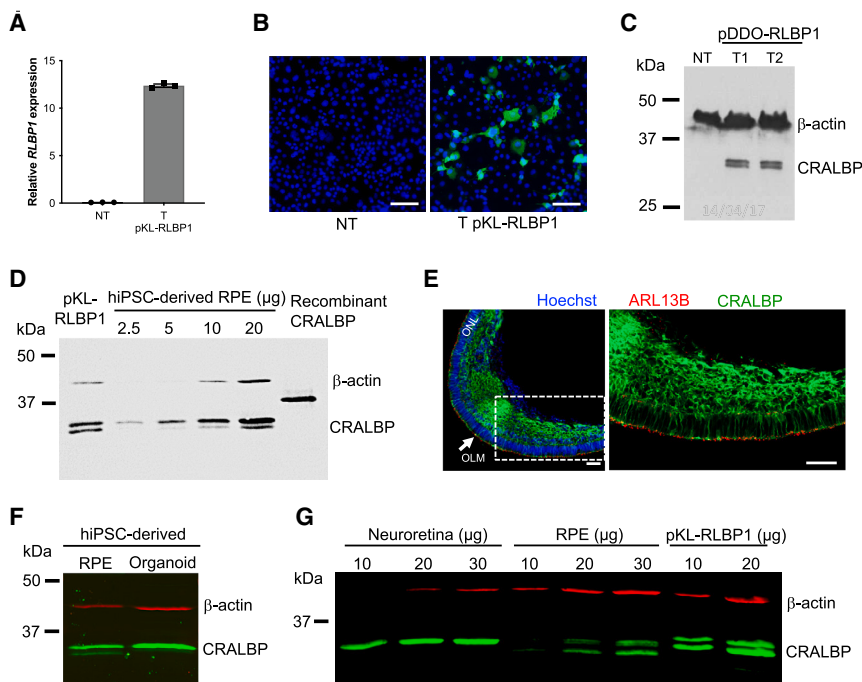 A
Relative RLBP1 expression
15
10
5
0
NT
T
pKL-RLBP1
B
NT
T pKL-RLBP1
C
pDDO-RLBP1
kDa
NT
T1
T2
50
37
25
β-actin
CRALBP
14/04/17
D
pKL-
RLBP1
hiPSC-derived RPE (µg)
2.5
5
10
20
Recombinant
CRALBP
kDa
50
37
β-actin
CRALBP
E
Hoechst
ARL13B
CRALBP
ONL
OLM
F
hiPSC-derived
kDa
RPE
Organoid
50
37
β-actin
CRALBP
G
Neuroretina (µg)
RPE (µg)
pKL-RLBP1 (µg)
10
20
30
10
20
30
10
20
kDa
37
β-actin
CRALBP